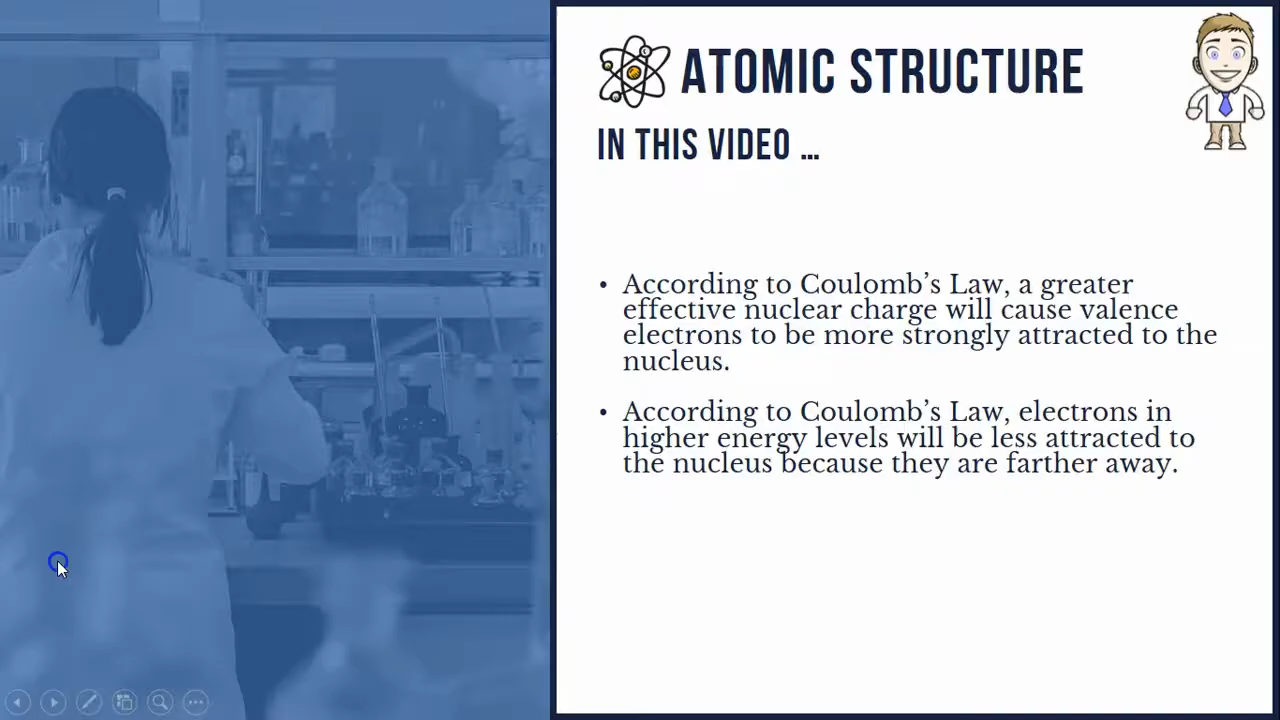 ATOMIC STRUCTURE
IN THIS VIDEO …
• According to Coulomb’s Law, a greater
effective nuclear charge will cause valence
electrons to be more strongly attracted to the
nucleus.
• According to Coulomb’s Law, electrons in
higher energy levels will be less attracted to
the nucleus because they are farther away.